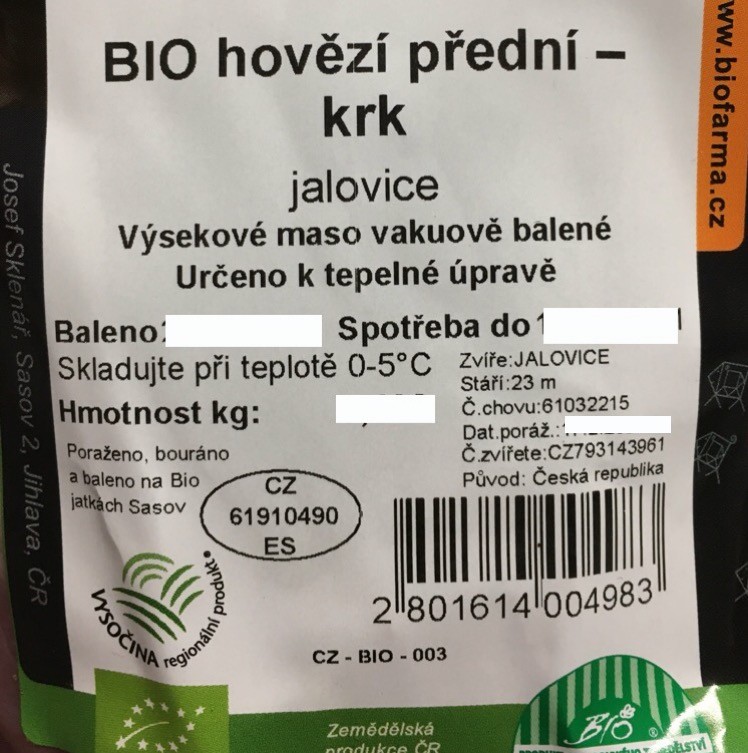 BIO hovězí přední –
krk
jalovice
Výsekové maso vakuově balené
Určeno k tepelné úpravě
Baleno: Spotřeba do
Skladujte při teplotě 0-5°C
Hmotnost kg:
Zvíře:JALOVICE
Stáří:23 m
Č.chovu:61032215
Dat.poráž.:
Č.zvířete:CZ793143961
Původ: Česká republika
Poraženo, bouráno
a baleno na Bio
jatkách Sasov
CZ
61910490
ES
2 801614 004983
VYSOČINA regionální produkt
CZ - BIO - 003
Zemědělská
produkce ČR
BIO
www.biofarma.cz
Josef Sklenář, Sasov 2, Jihlava, ČR